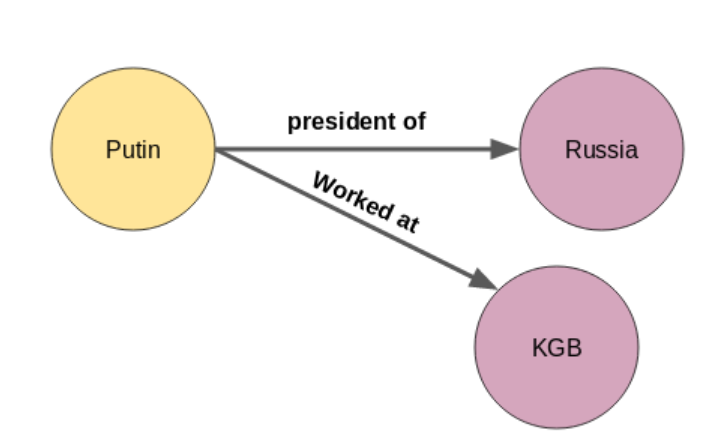 president of
Putin
Russia
Worked at
KGB